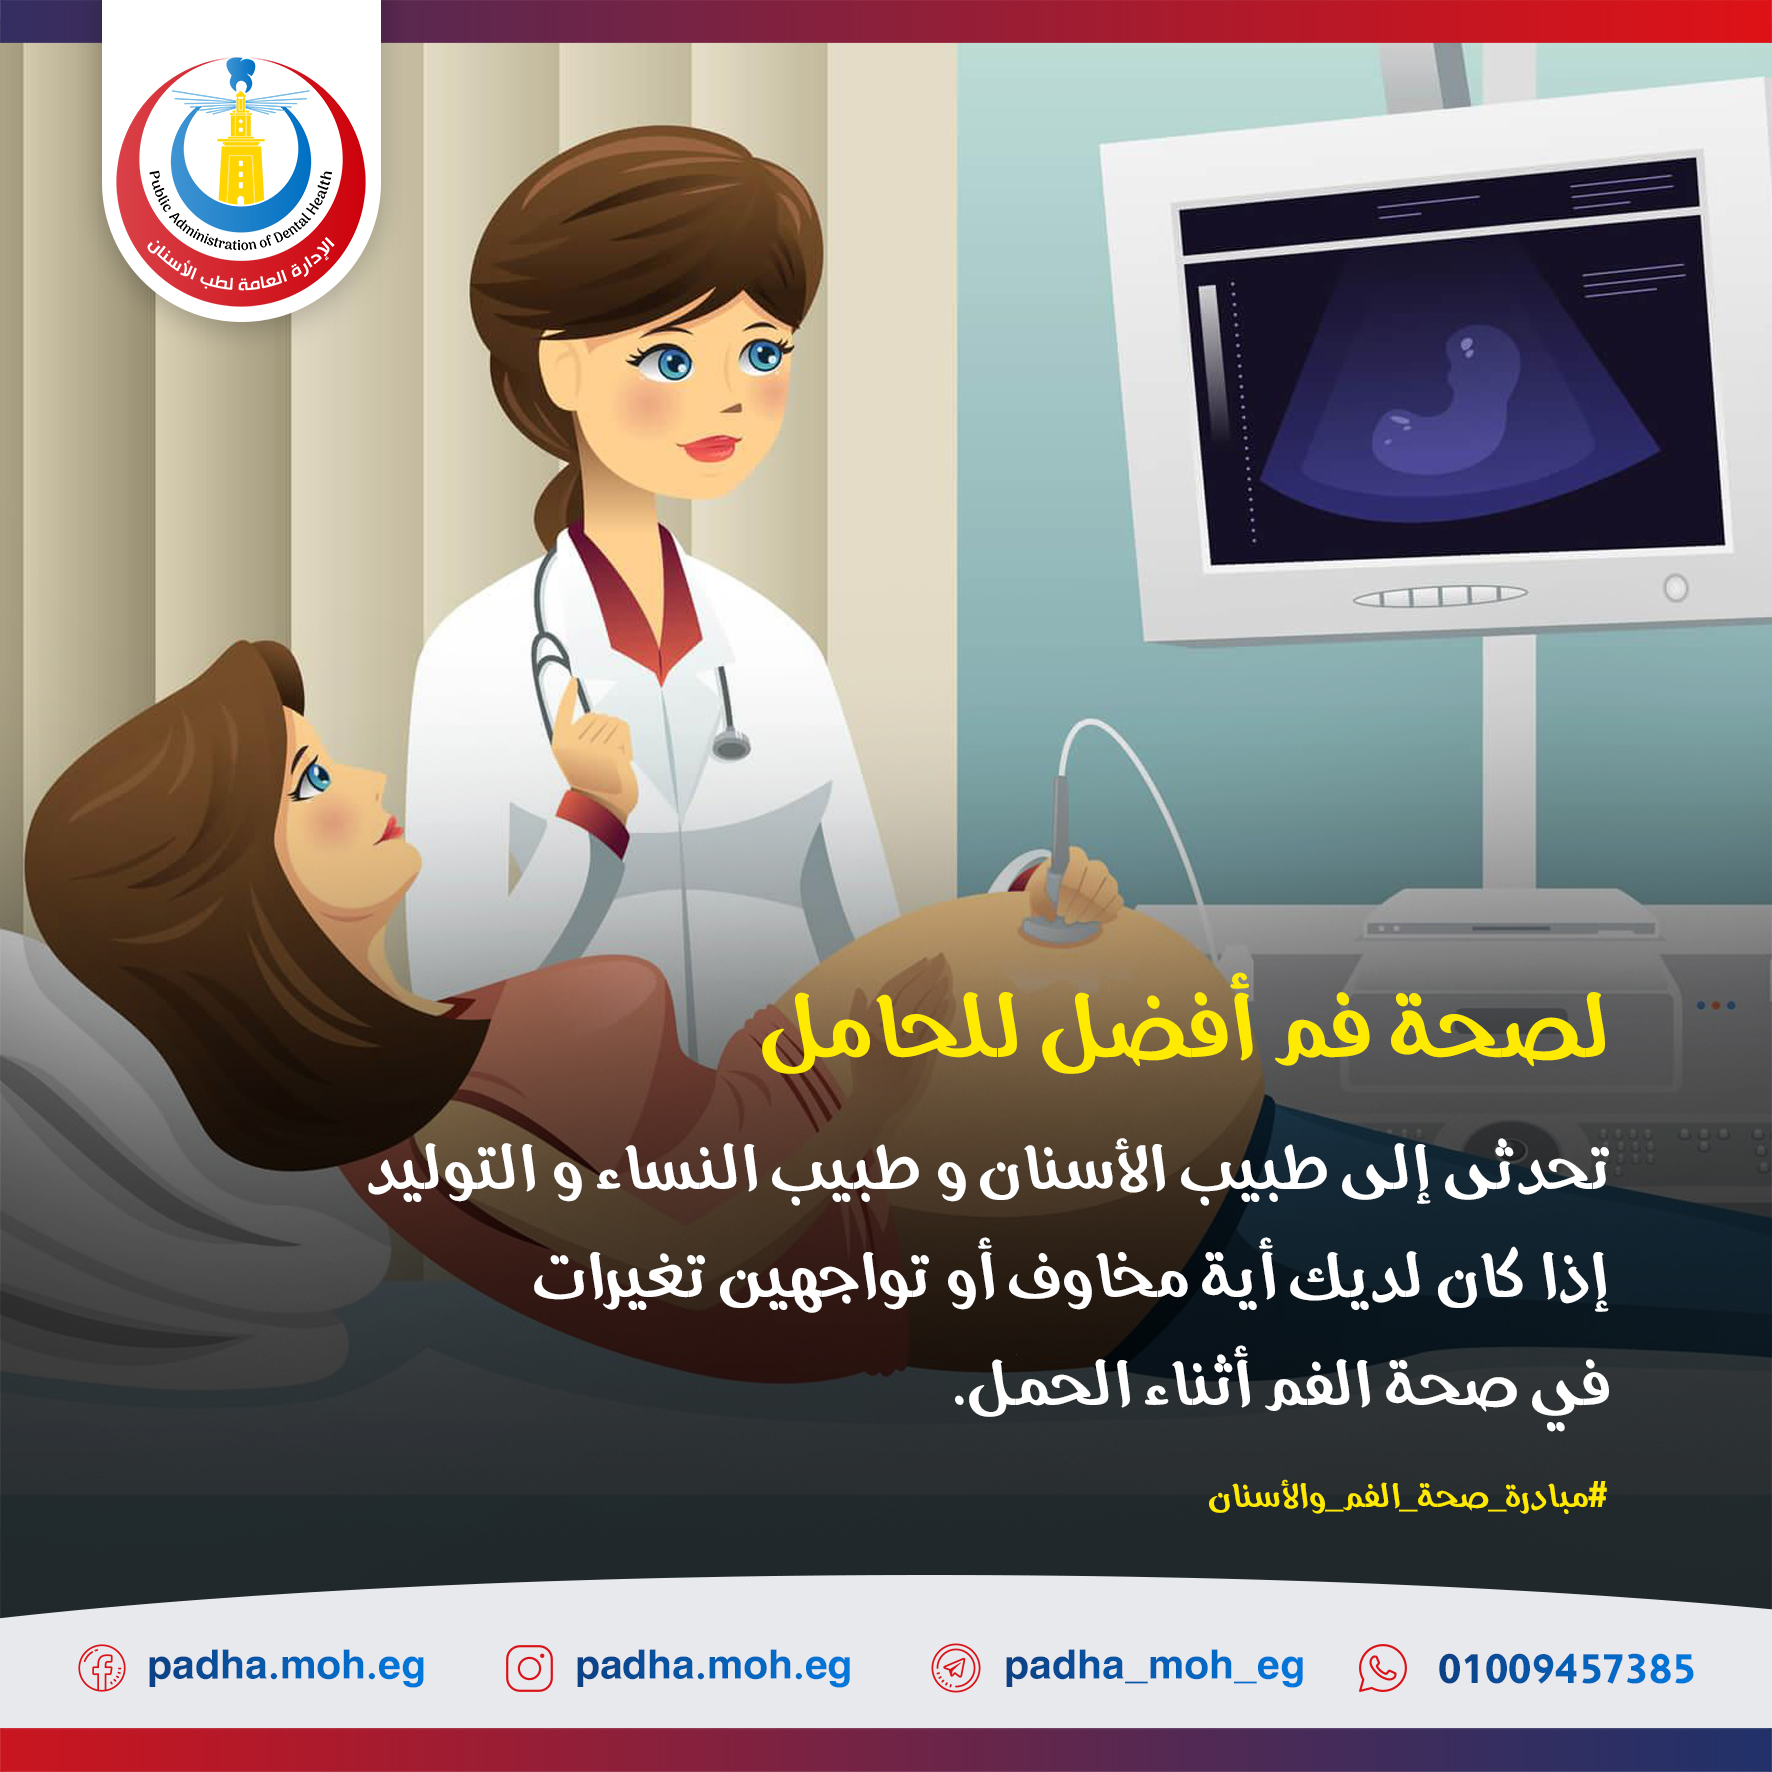 Public Administration of Dental Health
الإدارة العامة لطب الأسنان
لصحة فم أفضل للحامل
تحدثى إلى طبيب الأسنان و طبيب النساء و التوليد
إذا كان لديك أية مخاوف أو تواجهين تغيرات
في صحة الفم أثناء الحمل.
#مبادرة_صحة_الفم_والأسنان
padha.moh.eg
padha.moh.eg
padha_moh_eg
01009457385